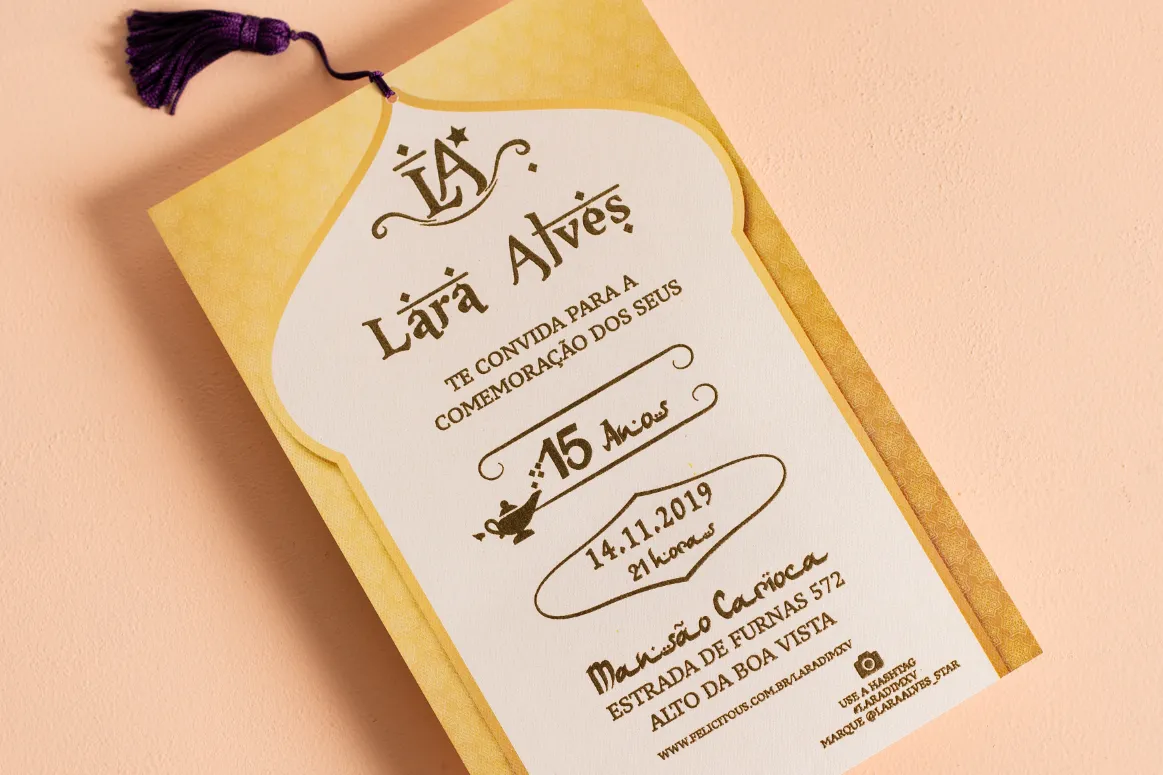 LA
Lara Alves
TE CONVIDA PARA A
COMEMORAÇÃO DOS SEUS
15 Anos
14.11.2019
21 horas
Mansão Carioca
ESTRADA DE FURNAS 572
ALTO DA BOA VISTA
WWW.FELICITOUS.COM.BR/LARADIMXV
USE A HASHTAG
#LARADIMXV
MARQUE @LARAALVES_STAR